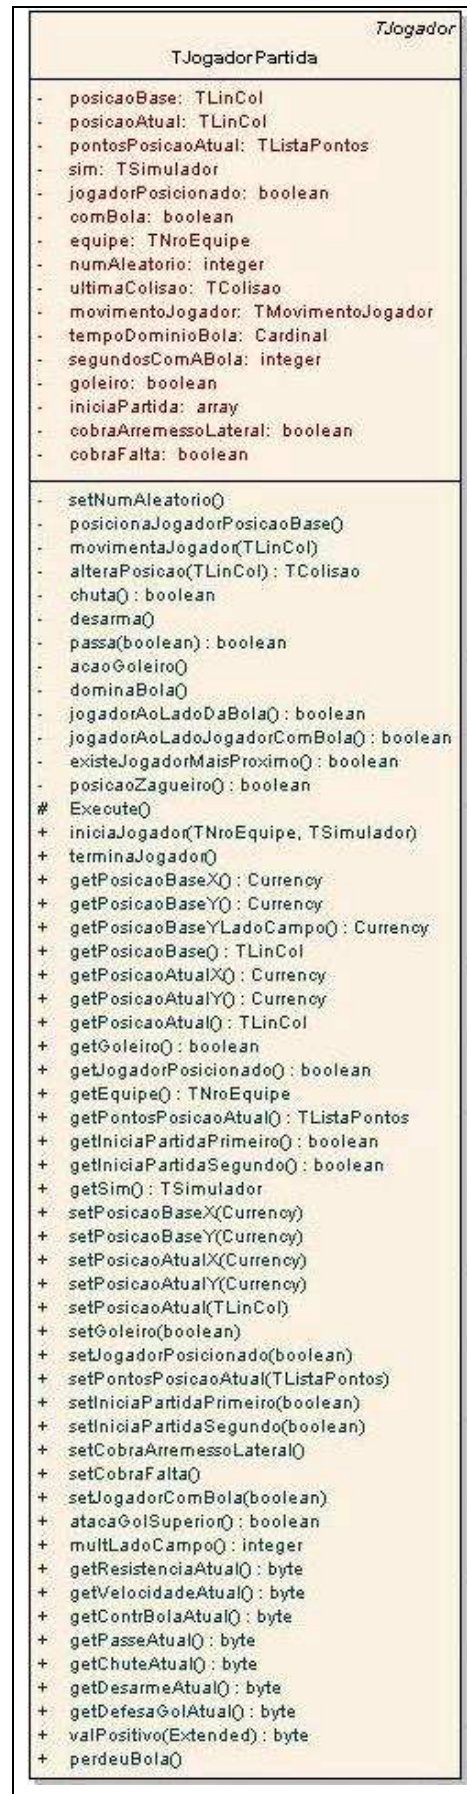 TJogador
TJogadorPartida
- posicaoBase: TLinCol
- posicaoAtual: TLinCol
- pontosPosicaoAtual: TListaPontos
- sim: TSimulador
- jogadorPosicionado: boolean
- comBola: boolean
- equipe: TNroEquipe
- numAleatorio: integer
- ultimaColisao: TColisao
- movimentoJogador: TMovimentoJogador
- tempoDominioBola: Cardinal
- segundosComABola: integer
- goleiro: boolean
- iniciaPartida: array
- cobraArremessoLateral: boolean
- cobraFalta: boolean
- setNumAleatorio()
- posicionaJogadorPosicaoBase()
- movimentaJogador(TLinCol)
- alteraPosicao(TLinCol) : TColisao
- chuta() : boolean
- desarma()
- passa(boolean) : boolean
- acaoGoleiro()
- dominaBola()
- jogadorAoLadoDaBola() : boolean
- jogadorAoLadoJogadorComBola() : boolean
- existeJogadorMaisProximo() : boolean
- posicaoZagueiro() : boolean
# Execute()
+ iniciaJogador(TNroEquipe, TSimulador)
+ terminaJogador()
+ getPosicaoBaseX() : Currency
+ getPosicaoBaseY() : Currency
+ getPosicaoBaseYLadoCampo() : Currency
+ getPosicaoBase() : TLinCol
+ getPosicaoAtualX() : Currency
+ getPosicaoAtualY() : Currency
+ getPosicaoAtual() : TLinCol
+ getGoleiro() : boolean
+ getJogadorPosicionado() : boolean
+ getEquipe() : TNroEquipe
+ getPontosPosicaoAtual() : TListaPontos
+ getIniciaPartidaPrimeiro() : boolean
+ getIniciaPartidaSegundo() : boolean
+ getSim() : TSimulador
+ setPosicaoBaseX(Currency)
+ setPosicaoBaseY(Currency)
+ setPosicaoAtualX(Currency)
+ setPosicaoAtualY(Currency)
+ setPosicaoAtual(TLinCol)
+ setGoleiro(boolean)
+ setJogadorPosicionado(boolean)
+ setPontosPosicaoAtual(TListaPontos)
+ setIniciaPartidaPrimeiro(boolean)
+ setIniciaPartidaSegundo(boolean)
+ setCobraArremessoLateral()
+ setCobraFalta()
+ setJogadorComBola(boolean)
+ atacaGolSuperior() : boolean
+ multLadoCampo() : integer
+ getResistenciaAtual() : byte
+ getVelocidadeAtual() : byte
+ getContrBolaAtual() : byte
+ getPasseAtual() : byte
+ getChuteAtual() : byte
+ getDesarmeAtual() : byte
+ getDefesaGolAtual() : byte
+ valPositivo(Extended) : byte
+ perdeuBola()